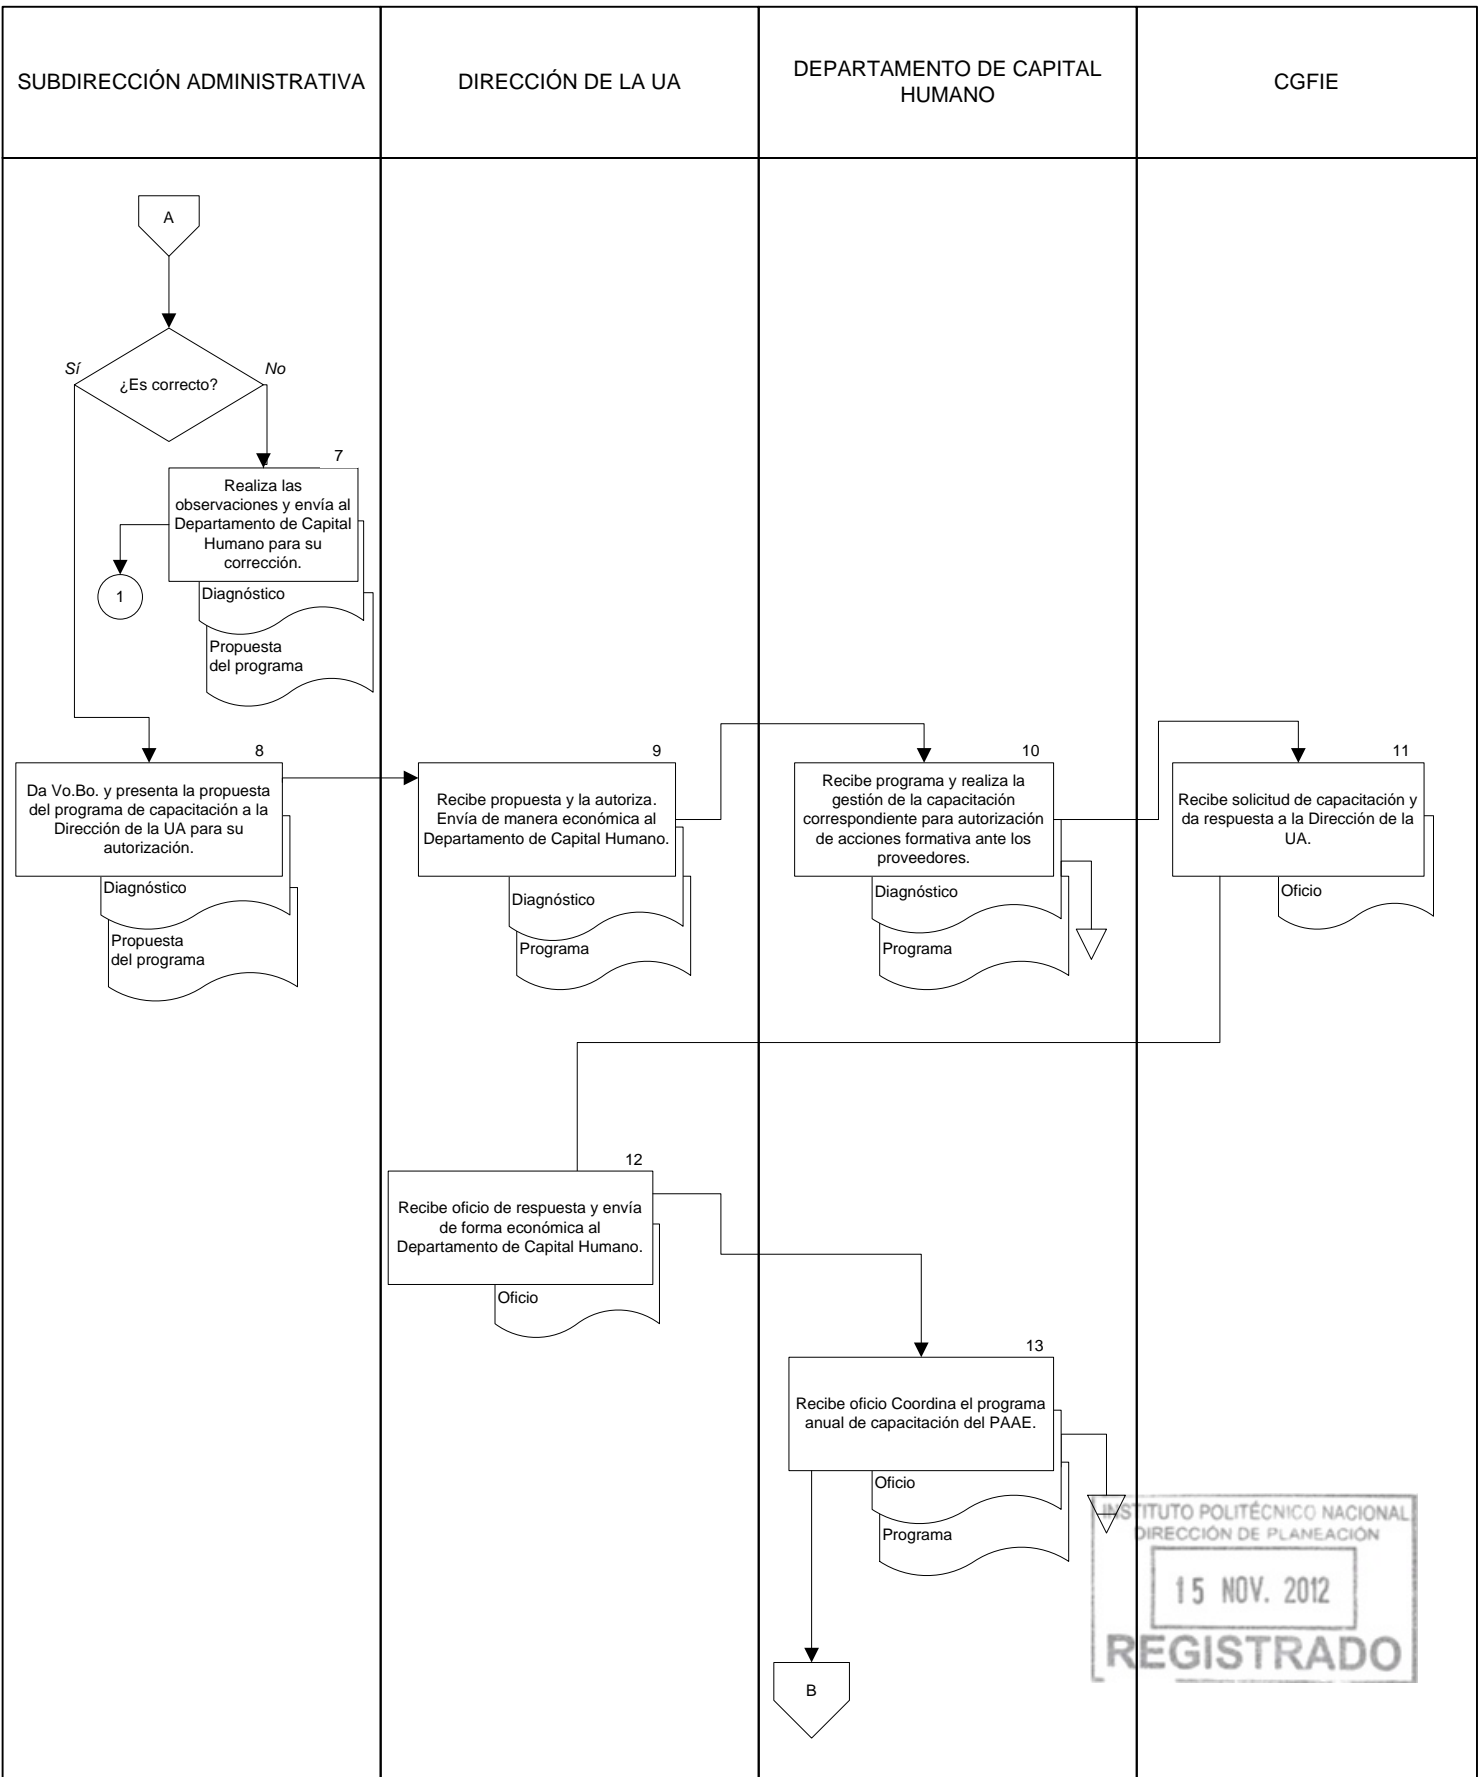 SUBDIRECCIÓN ADMINISTRATIVA
DIRECCIÓN DE LA UA
DEPARTAMENTO DE CAPITAL
HUMANO
CGFIE
A
Sí
No
¿Es correcto?
7
Realiza las
observaciones y envía al
Departamento de Capital
Humano para su
corrección.
1
Diagnóstico
Propuesta
del programa
8
Da Vo.Bo. y presenta la propuesta
del programa de capacitación a la
Dirección de la UA para su
autorización.
Diagnóstico
Propuesta
del programa
9
Recibe propuesta y la autoriza.
Envía de manera económica al
Departamento de Capital Humano.
Diagnóstico
Programa
10
Recibe programa y realiza la
gestión de la capacitación
correspondiente para autorización
de acciones formativa ante los
proveedores.
Diagnóstico
Programa
11
Recibe solicitud de capacitación y
da respuesta a la Dirección de la
UA.
Oficio
12
Recibe oficio de respuesta y envía
de forma económica al
Departamento de Capital Humano.
Oficio
13
Recibe oficio Coordina el programa
anual de capacitación del PAAE.
Oficio
Programa
B
INSTITUTO POLITÉCNICO NACIONAL
DIRECCIÓN DE PLANEACIÓN
15 NOV. 2012
REGISTRADO